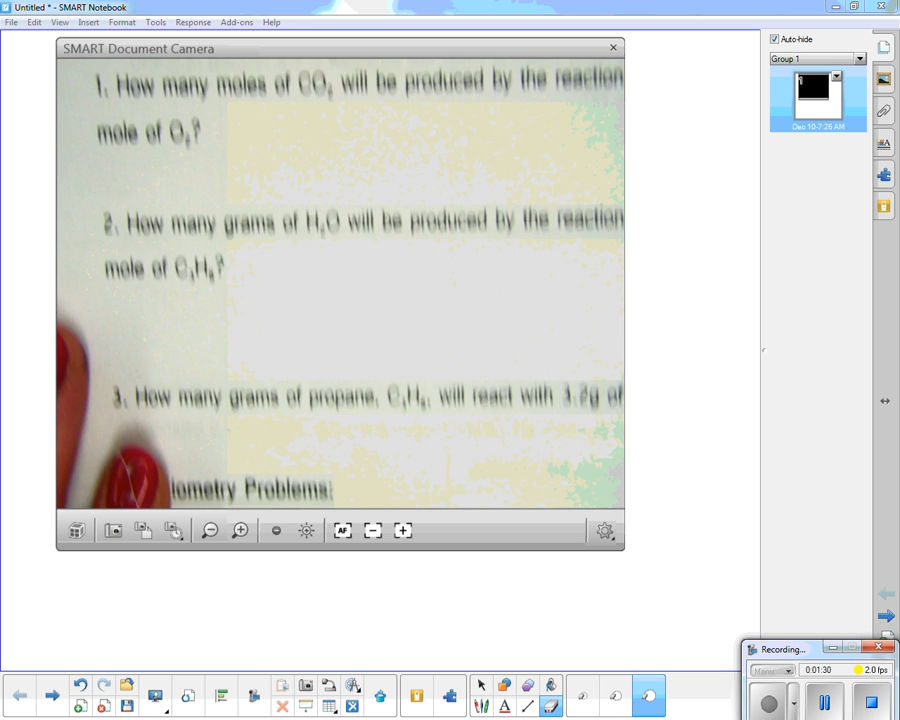 Untitled * - SMART Notebook
File Edit View Insert Format Tools Response Add-ons Help
SMART Document Camera
1. How many moles of CO₂ will be produced by the reaction
mole of O₂?
2. How many grams of H₂O will be produced by the reaction
mole of C₃H₈?
3. How many grams of propane, C₃H₈, will react with 3.2g of
iometry Problems:
AF
Auto-hide
Group 1
Dec 10-7:26 AM
Recording...
Menu
0:01:30
2.0 fps